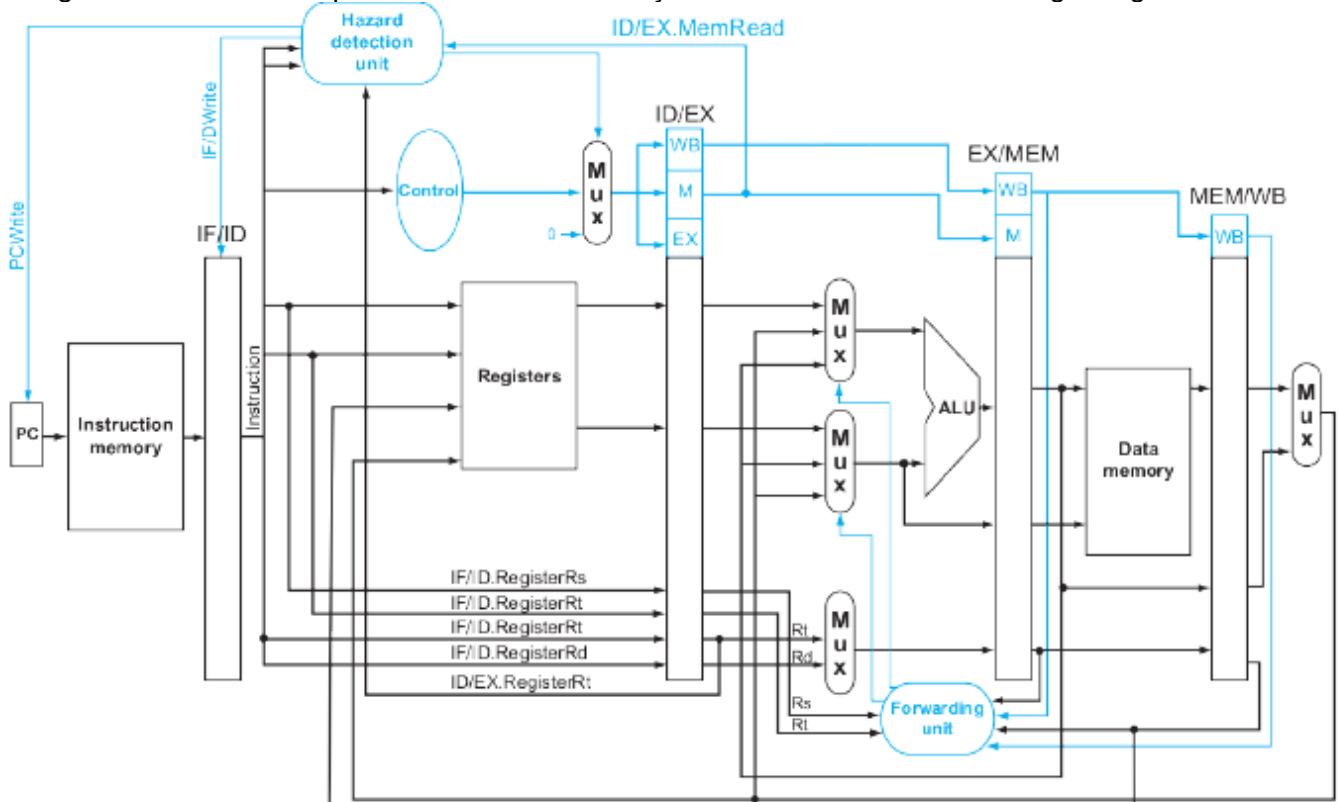 Hazard
detection
unit
ID/EX.MemRead
ID/EX
IF/DWrite
PCWrite
Control
M
u
x
0
WB
M
EX
EX/MEM
WB
M
MEM/WB
WB
IF/ID
PC
Instruction
memory
Instruction
Registers
M
u
x
M
u
x
ALU
Data
memory
M
u
x
IF/ID.RegisterRs
IF/ID.RegisterRt
IF/ID.RegisterRt
IF/ID.RegisterRd
ID/EX.RegisterRt
Rt
Rd
M
u
x
Rs
Rt
Forwarding
unit